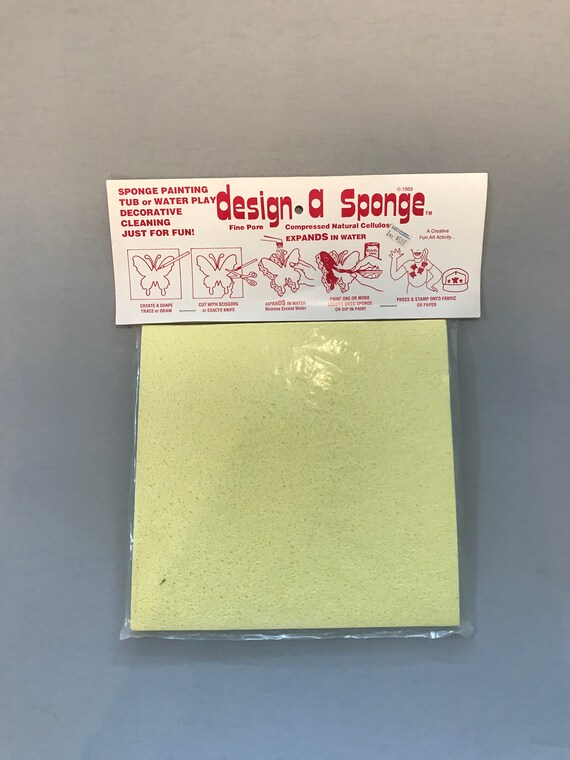 SPONGE PAINTING
TUB or WATER PLAY
DECORATIVE
CLEANING
JUST FOR FUN!
design a Sponge TM
© 1989
Fine Pore Compressed Natural Cellulose
EXPANDS IN WATER
A Creative
Fun Art Activity...
CREATE A SHAPE
TRACE or DRAW
CUT WITH SCISSORS
or EXACTO KNIFE
EXPANDS IN WATER
Remove Excess Water
PAINT ONE OR MORE
COLORS ONTO SPONGE
OR DIP IN PAINT
PRESS & STAMP ONTO FABRIC
OR PAPER